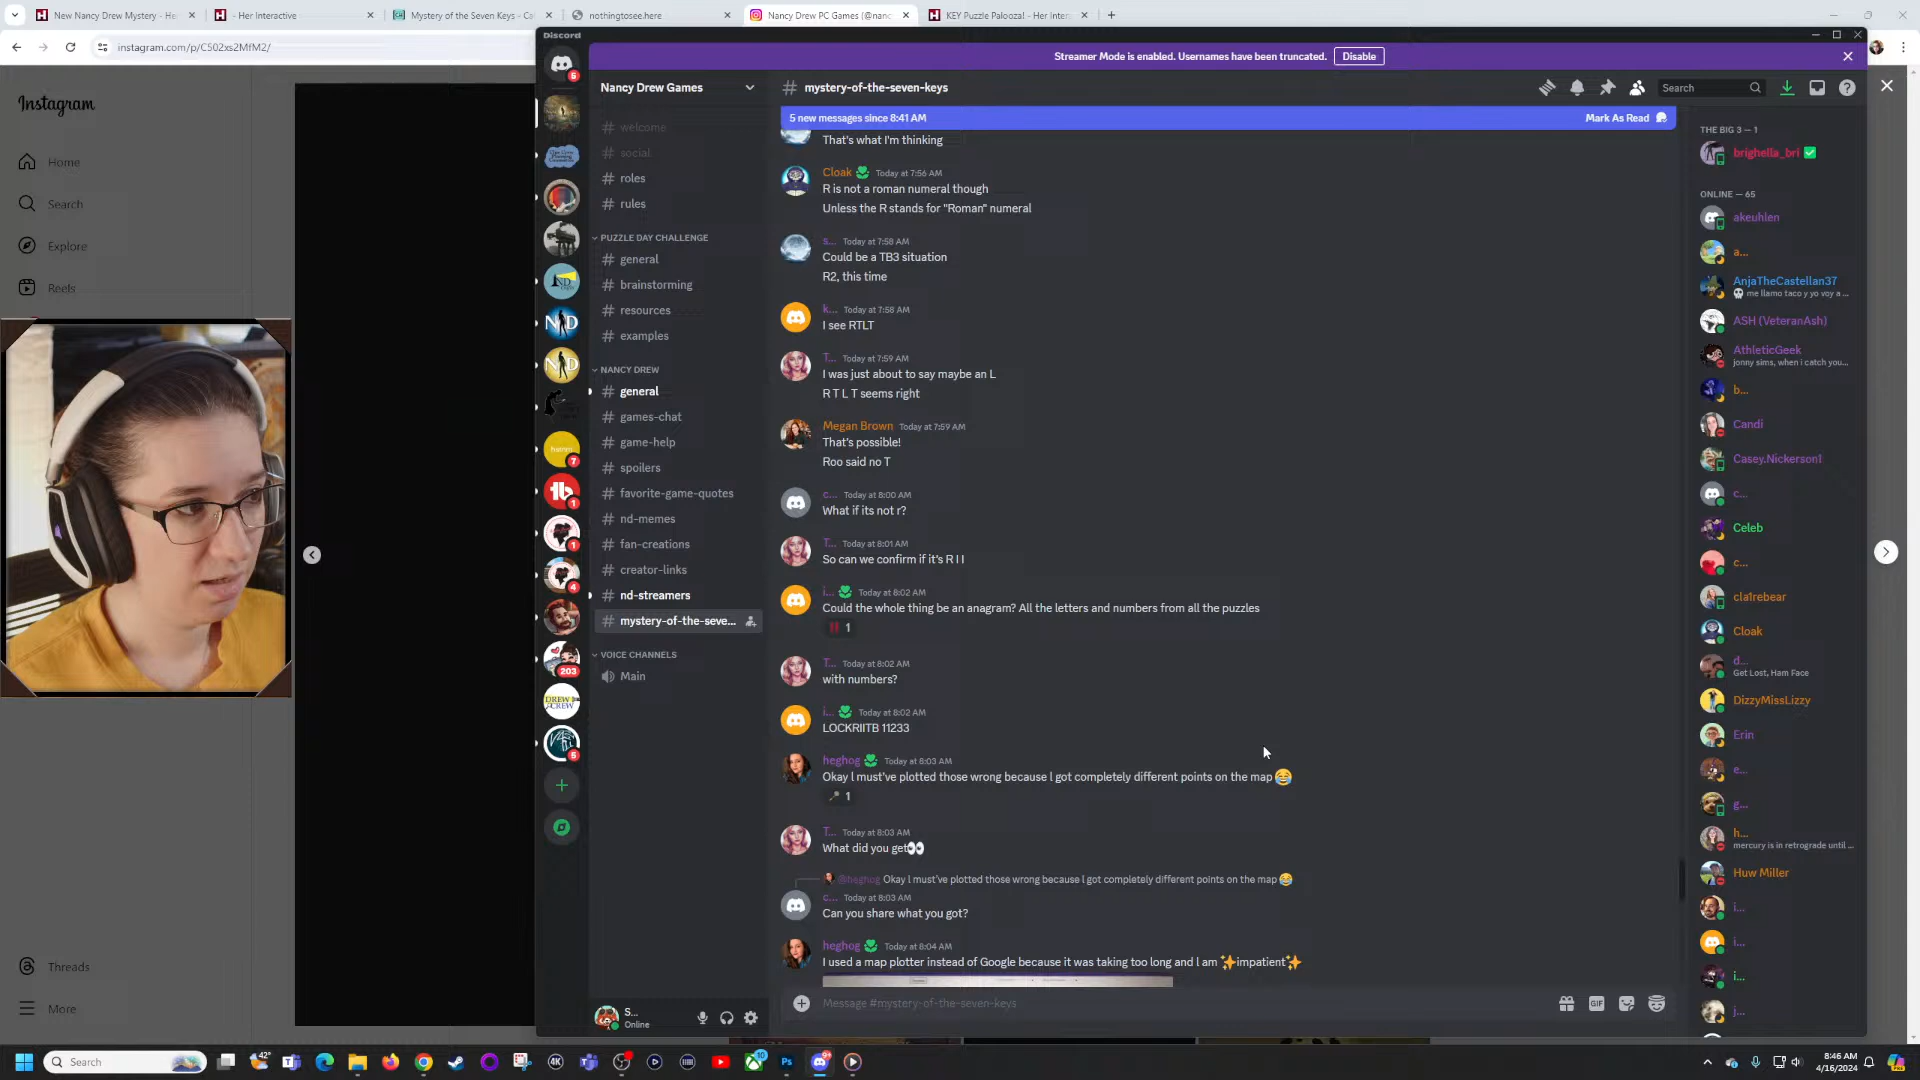 New Nancy Drew Mystery - Her
- Her Interactive
Mystery of the Seven Keys - Ca
nothingtosee.here
Nancy Drew PC Games (@nanc
KEY Puzzle Palooza! - Her Inter
instagram.com/p/C502xs2MfM2/
Discord
Streamer Mode is enabled. Usernames have been truncated.
Disable
Instagram
Home
Search
Explore
Reels
Threads
More
Nancy Drew Games
welcome
social
roles
rules
PUZZLE DAY CHALLENGE
general
brainstorming
resources
examples
NANCY DREW
general
games-chat
game-help
spoilers
favorite-game-quotes
nd-memes
fan-creations
creator-links
nd-streamers
mystery-of-the-seve...
VOICE CHANNELS
Main
S...
Online
mystery-of-the-seven-keys
Search
5 new messages since 8:41 AM
Mark As Read
That's what I'm thinking
Cloak Today at 7:56 AM
R is not a roman numeral though
Unless the R stands for "Roman" numeral
s... Today at 7:58 AM
Could be a TB3 situation
R2, this time
k... Today at 7:58 AM
I see RTLT
T... Today at 7:59 AM
I was just about to say maybe an L
R T L T seems right
Megan Brown Today at 7:59 AM
That's possible!
Roo said no T
c... Today at 8:00 AM
What if its not r?
T... Today at 8:01 AM
So can we confirm if it's R I I
i... Today at 8:02 AM
Could the whole thing be an anagram? All the letters and numbers from all the puzzles
1
T... Today at 8:02 AM
with numbers?
i... Today at 8:02 AM
LOCKRIITB 11233
heghog Today at 8:03 AM
Okay I must've plotted those wrong because I got completely different points on the map 😂
1
T... Today at 8:03 AM
What did you get👀
@heghog Okay I must've plotted those wrong because I got completely different points on the map 😂
c... Today at 8:03 AM
Can you share what you got?
heghog Today at 8:04 AM
I used a map plotter instead of Google because it was taking too long and I am ✨impatient✨
Message #mystery-of-the-seven-keys
GIF
THE BIG 3 — 1
brighella_bri
ONLINE — 65
akeuhlen
a...
AnjaTheCastellan37
me llamo taco y yo voy a ...
ASH (VeteranAsh)
AthleticGeek
jonny sims, when i catch you...
b...
Candi
Casey.Nickerson1
c...
Celeb
c...
cla1rebear
Cloak
d...
Get Lost, Ham Face
DizzyMissLizzy
Erin
e...
g...
h...
mercury is in retrograde until ...
Huw Miller
i...
i...
i...
j...
6
7
1
1
4
203
5
Search
42°
10
8:46 AM
4/16/2024